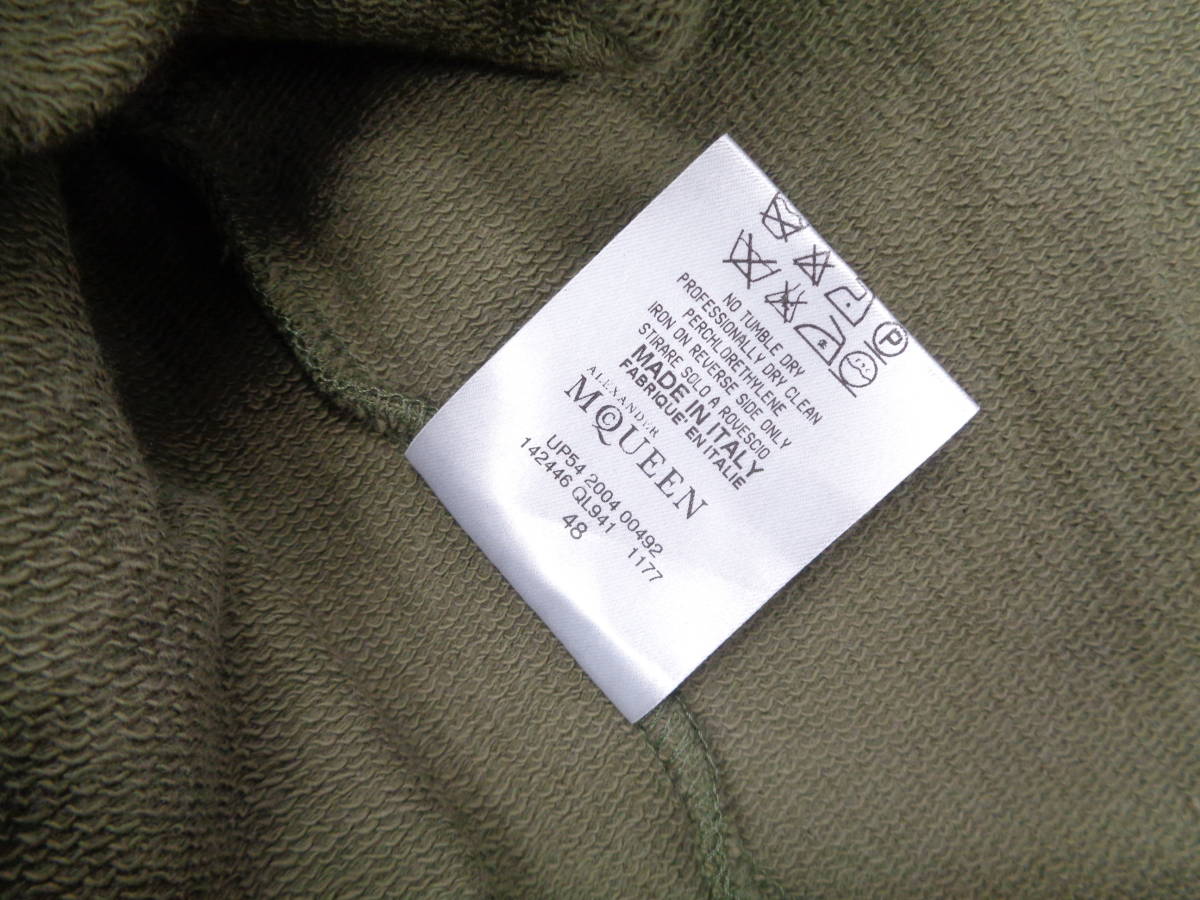 NO TUMBLE DRY
PROFESSIONALLY DRY CLEAN
PERCHLORETHYLENE
IRON ON REVERSE SIDE ONLY
STIRARE SOLO A ROVESCIO
MADE IN ITALY
FABRIQUÉ EN ITALIE
ALEXANDER
MCQUEEN
UP54 2004 00492
142446 QL941 1177
48
P